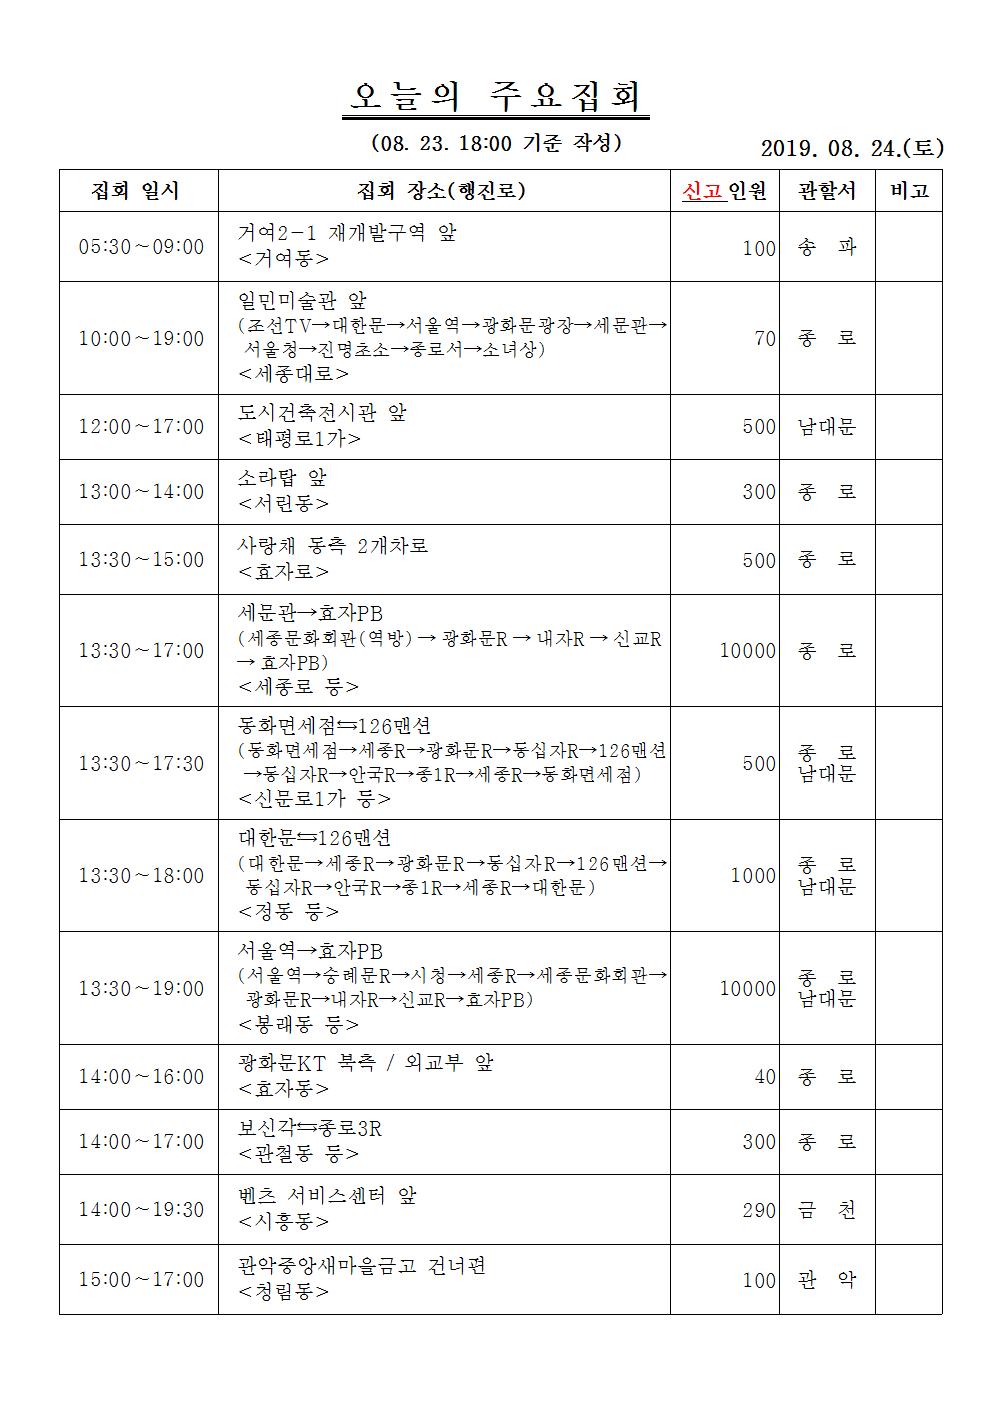 오늘의 주요집회
(08. 23. 18:00 기준 작성)
2019. 08. 24.(토)
집회 일시 집회 장소(행진로) 신고인원 관할서 비고
05:30~09:00 거여2-1 재개발구역 앞 100 송 파
<거여동>
일민미술관 앞
(조선TV→대한문→서울역→광화문광장→세문관→
10:00~19:00 70 종 로
서울청→진명초소→종로서→소녀상)
<세종대로>
12:00~17:00 도시건축전시관 앞 500 남대문
<태평로1가>
13:00~14:00 소라탑 앞 300 종 로
<서린동>
13:30~15:00 사랑채 동측 2개차로 500 종 로
<효자로>
세문관→효자PB
(세종문화회관(역방)→광화문R→내자R→신교R
13:30~17:00 10000 종 로
→효자PB)
<세종로 등>
동화면세점⇆126맨션
(동화면세점→세종R→광화문R→동십자R→126맨션
13:30~17:30 500 종 로 남대문
→동십자R→안국R→종1R→세종R→동화면세점)
<신문로1가 등>
대한문⇆126맨션
(대한문→세종R→광화문R→동십자R→126맨션→
13:30~18:00 1000 종 로 남대문
동십자R→안국R→종1R→세종R→대한문)
<정동 등>
서울역→효자PB
(서울역→숭례문R→시청→세종R→세종문화회관→
13:30~19:00 10000 종 로 남대문
광화문R→내자R→신교R→효자PB)
<봉래동 등>
14:00~16:00 광화문KT 북측 / 외교부 앞 40 종 로
<효자동>
14:00~17:00 보신각⇆종로3R 300 종 로
<관철동 등>
14:00~19:30 벤츠 서비스센터 앞 290 금 천
<시흥동>
15:00~17:00 관악중앙새마을금고 건너편 100 관 악
<청림동>